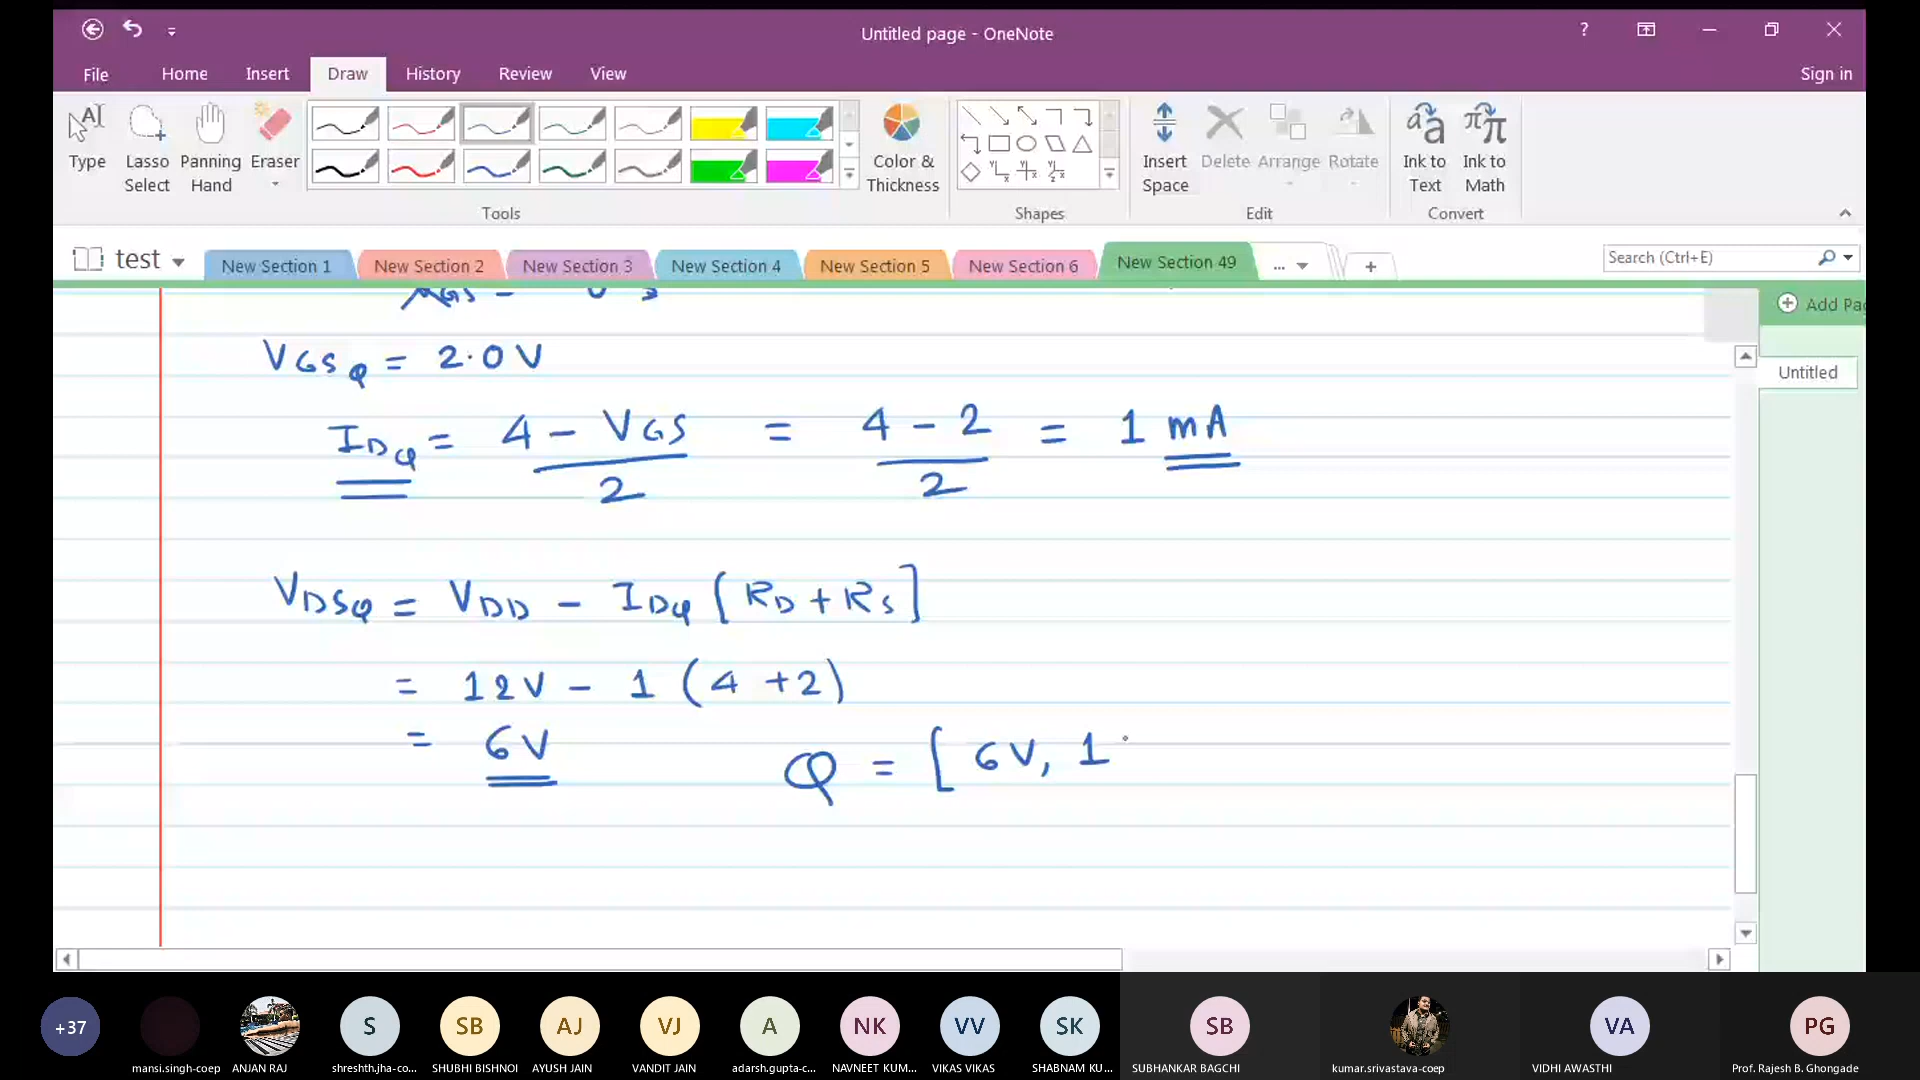 Untitled page - OneNote
?
File Home Insert Draw History Review View
Sign in
Type
Lasso Select
Panning Hand
Eraser
Color & Thickness
Insert Space
Delete
Arrange
Rotate
Ink to Text
Ink to Math
Tools
Shapes
Edit
Convert
test
New Section 1
New Section 2
New Section 3
New Section 4
New Section 5
New Section 6
New Section 49
...
+
Search (Ctrl+E)
Add Pa
Untitled
VGSQ = 2.0 V
IDQ = 4 - VGS / 2 = 4 - 2 / 2 = 1 mA
VDSQ = VDD - IDQ [ RD + RS ]
= 12V - 1 ( 4 + 2 )
= 6V
Q = [ 6V, 1
+37
S
SB
AJ
VJ
A
NK
VV
SK
SB
VA
PG
mansi.singh-coep
ANJAN RAJ
shreshth.jha-co...
SHUBHI BISHNOI
AYUSH JAIN
VANDIT JAIN
adarsh.gupta-c...
NAVNEET KUM...
VIKAS VIKAS
SHABNAM KU...
SUBHANKAR BAGCHI
kumar.srivastava-coep
VIDHI AWASTHI
Prof. Rajesh B. Ghongade